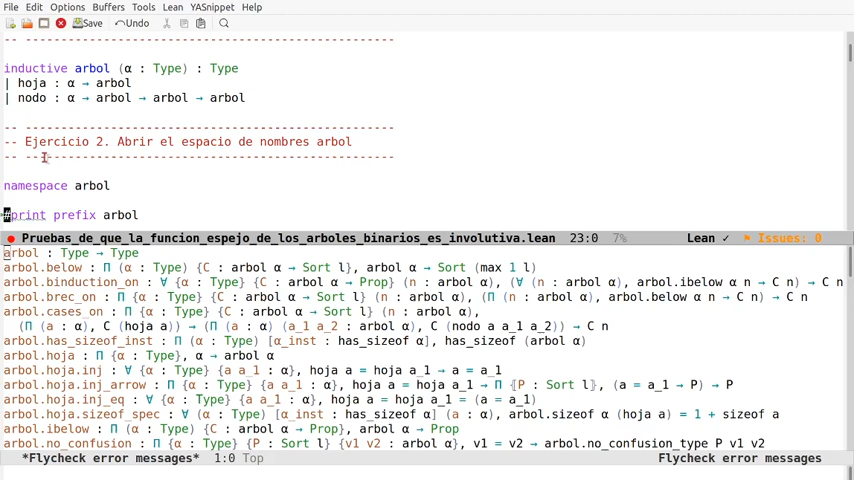 File Edit Options Buffers Tools Lean YASnippet Help
Save Undo
-- --------------------------------------------------
inductive arbol (α : Type) : Type
| hoja : α → arbol
| nodo : α → arbol → arbol → arbol
-- --------------------------------------------------
-- Ejercicio 2. Abrir el espacio de nombres arbol
-- --------------------------------------------------
namespace arbol
#print prefix arbol
Pruebas_de_que_la_funcion_espejo_de_los_arboles_binarios_es_involutiva.lean 23:0 7% Lean ✓ Issues: 0
arbol : Type → Type
arbol.below : Π (α : Type) {C : arbol α → Sort l}, arbol α → Sort (max 1 l)
arbol.binduction_on : ∀ {α : Type} {C : arbol α → Prop} (n : arbol α), (∀ (n : arbol α), arbol.ibelow α n → C n) → C n
arbol.brec_on : Π {α : Type} {C : arbol α → Sort l} (n : arbol α), (Π (n : arbol α), arbol.below α n → C n) → C n
arbol.cases_on : Π {α : Type} {C : arbol α → Sort l} (n : arbol α),
(Π (a : α), C (hoja a)) → (Π (a : α) (a_1 a_2 : arbol α), C (nodo a a_1 a_2)) → C n
arbol.has_sizeof_inst : Π (α : Type) [α_inst : has_sizeof α], has_sizeof (arbol α)
arbol.hoja : Π {α : Type}, α → arbol α
arbol.hoja.inj : ∀ {α : Type} {a a_1 : α}, hoja a = hoja a_1 → a = a_1
arbol.hoja.inj_arrow : Π {α : Type} {a a_1 : α}, hoja a = hoja a_1 → Π ⦃P : Sort l⦄, (a = a_1 → P) → P
arbol.hoja.inj_eq : ∀ {α : Type} {a a_1 : α}, hoja a = hoja a_1 = (a = a_1)
arbol.hoja.sizeof_spec : ∀ (α : Type) [α_inst : has_sizeof α] (a : α), arbol.sizeof α (hoja a) = 1 + sizeof a
arbol.ibelow : Π (α : Type) {C : arbol α → Prop}, arbol α → Prop
arbol.no_confusion : Π {α : Type} {P : Sort l} {v1 v2 : arbol α}, v1 = v2 → arbol.no_confusion_type P v1 v2
*Flycheck error messages* 1:0 Top Flycheck error messages